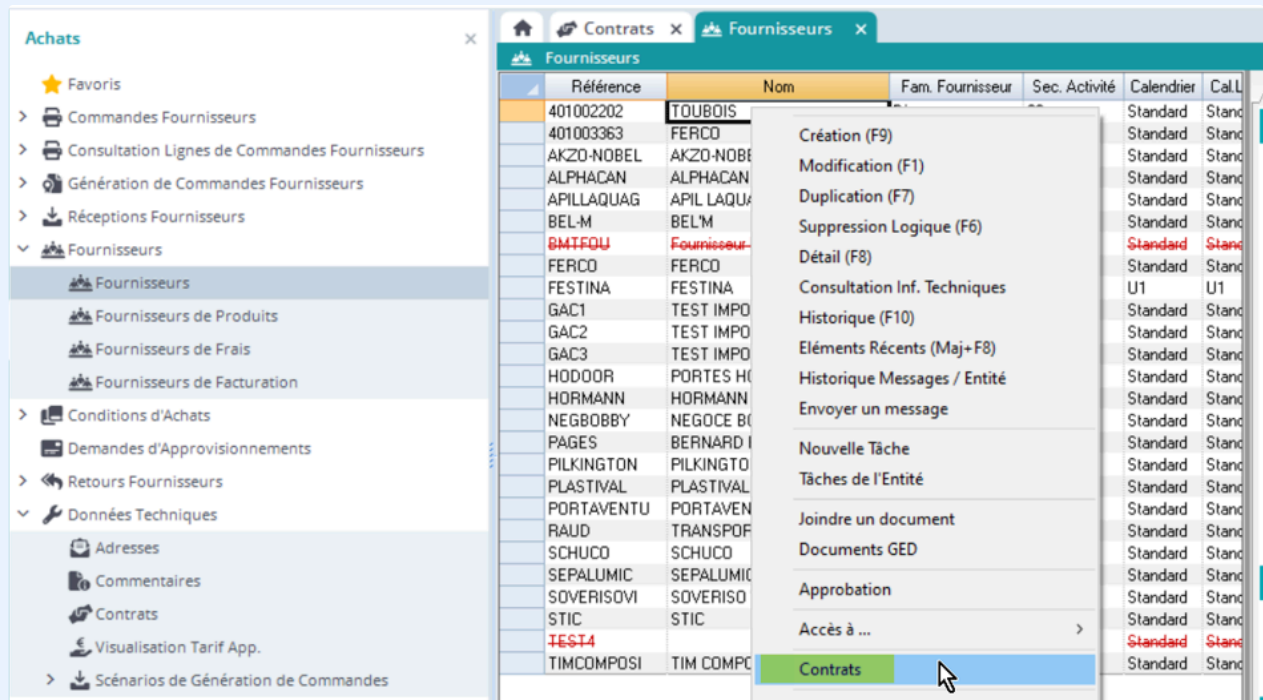 Achats
Favoris
Commandes Fournisseurs
Consultation Lignes de Commandes Fournisseurs
Génération de Commandes Fournisseurs
Réceptions Fournisseurs
Fournisseurs
Fournisseurs
Fournisseurs de Produits
Fournisseurs de Frais
Fournisseurs de Facturation
Conditions d'Achats
Demandes d'Approvisionnements
Retours Fournisseurs
Données Techniques
Adresses
Commentaires
Contrats
Visualisation Tarif App.
Scénarios de Génération de Commandes
Contrats Fournisseurs
Fournisseurs
Référence Nom Fam. Fournisseur Sec. Activité Calendrier Cal.L
401002202 TOUBOIS Standard Stand
401003363 FERCO Standard Stand
AKZO-NOBEL AKZO-NOBE Standard Stand
ALPHACAN ALPHACAN Standard Stand
APILLAQUAG APIL LAQUA Standard Stand
BEL-M BEL'M Standard Stand
BMTFOU Fournisseur Standard Stand
FERCO FERCO Standard Stand
FESTINA FESTINA U1 U1
GAC1 TEST IMPO Standard Stand
GAC2 TEST IMPO Standard Stand
GAC3 TEST IMPO Standard Stand
HODOOR PORTES HO Standard Stand
HORMANN HORMANN Standard Stand
NEGBOBBY NEGOCE BO Standard Stand
PAGES BERNARD Standard Stand
PILKINGTON PILKINGTO Standard Stand
PLASTIVAL PLASTIVAL Standard Stand
PORTAVENTU PORTAVEN Standard Stand
RAUD TRANSPOR Standard Stand
SCHUCO SCHUCO Standard Stand
SEPALUMIC SEPALUMIC Standard Stand
SOVERISOVI SOVERISO Standard Stand
STIC STIC Standard Stand
TEST4 Standard Stand
TIMCOMPOSI TIM COMPO Standard Stand
Création (F9)
Modification (F1)
Duplication (F7)
Suppression Logique (F6)
Détail (F8)
Consultation Inf. Techniques
Historique (F10)
Eléments Récents (Maj+F8)
Historique Messages / Entité
Envoyer un message
Nouvelle Tâche
Tâches de l'Entité
Joindre un document
Documents GED
Approbation
Accès à ...
Contrats